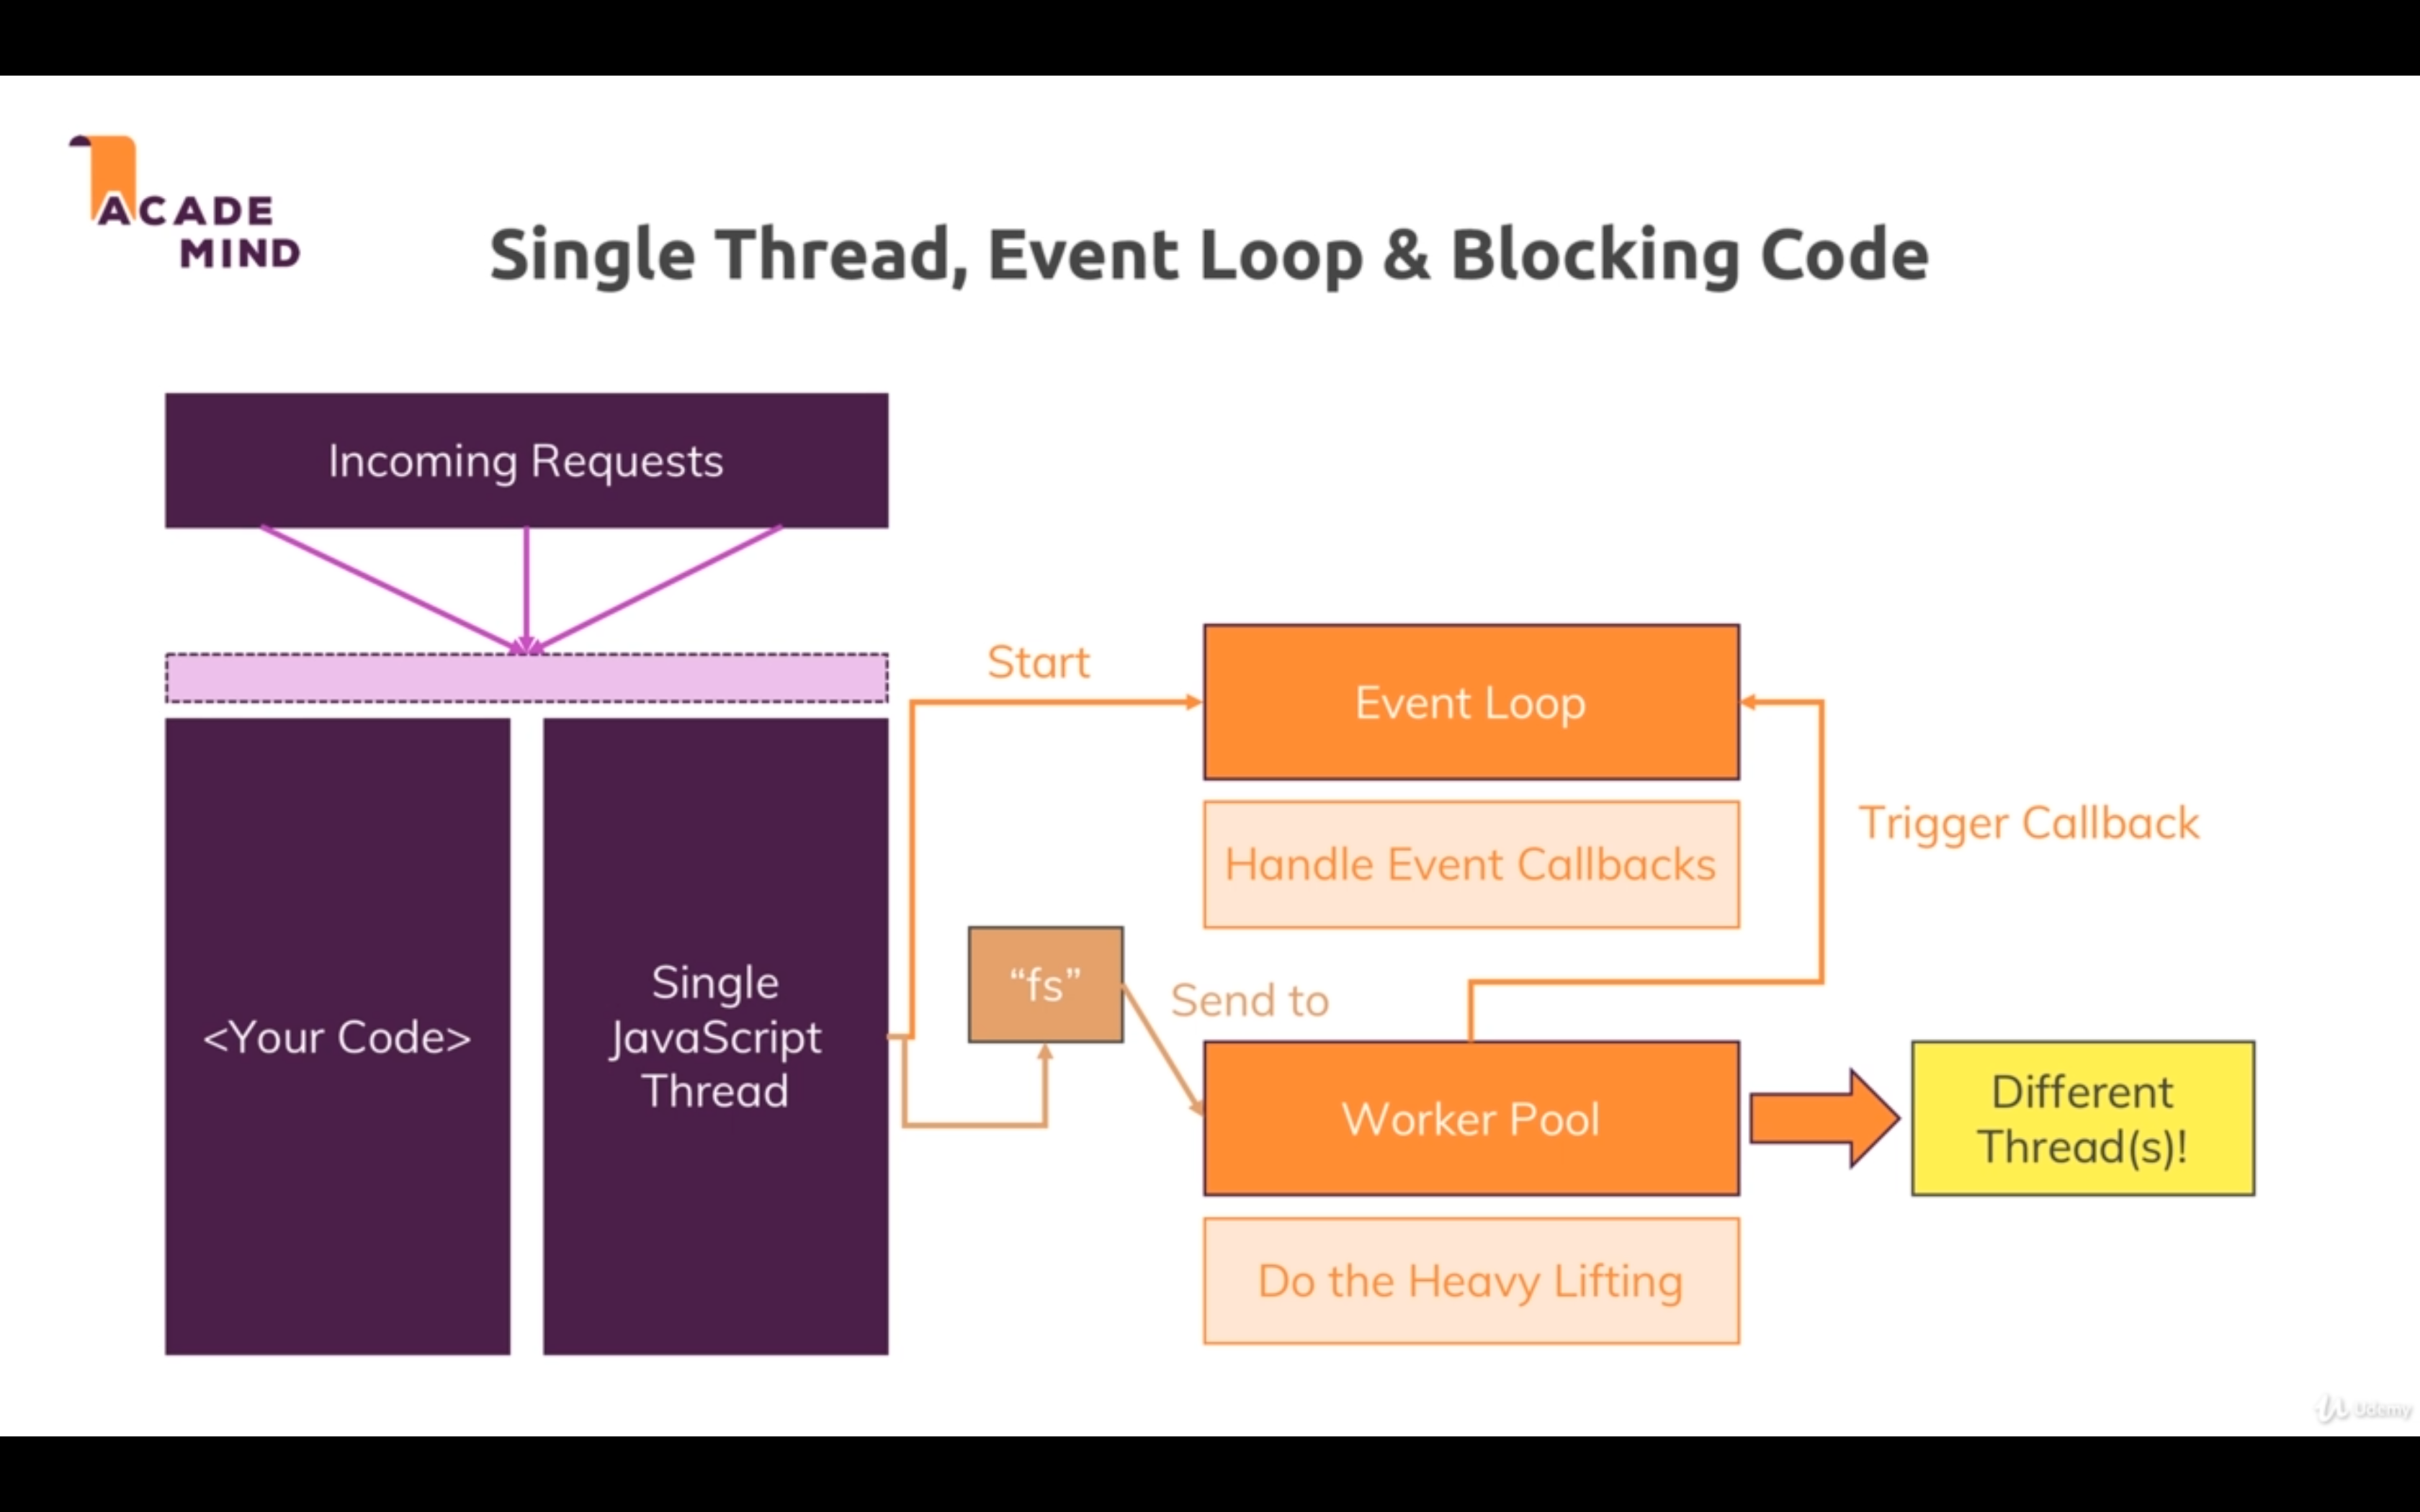 ACADE
MIND
Single Thread, Event Loop & Blocking Code
Incoming Requests
Start
Event Loop
Handle Event Callbacks
Trigger Callback
<Your Code>
Single
JavaScript
Thread
“fs”
Send to
Worker Pool
Different
Thread(s)!
Do the Heavy Lifting
Udemy